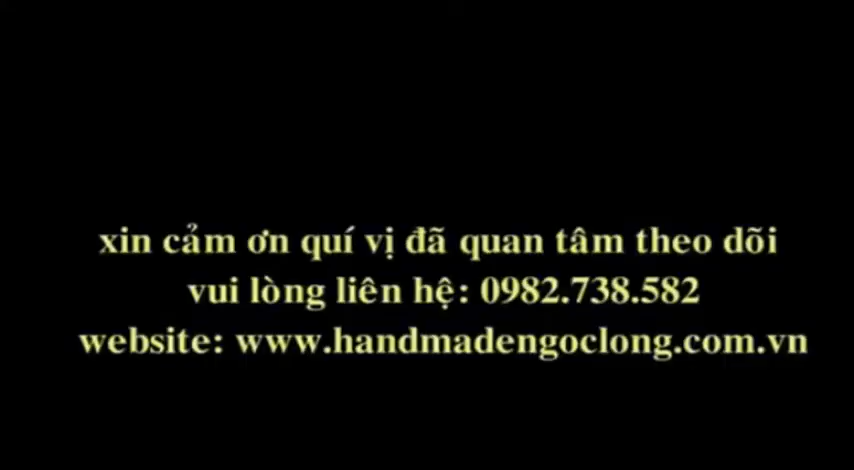 xin cảm ơn quí vị đã quan tâm theo dõi
vui lòng liên hệ: 0982.738.582
website: www.handmadengoclong.com.vn